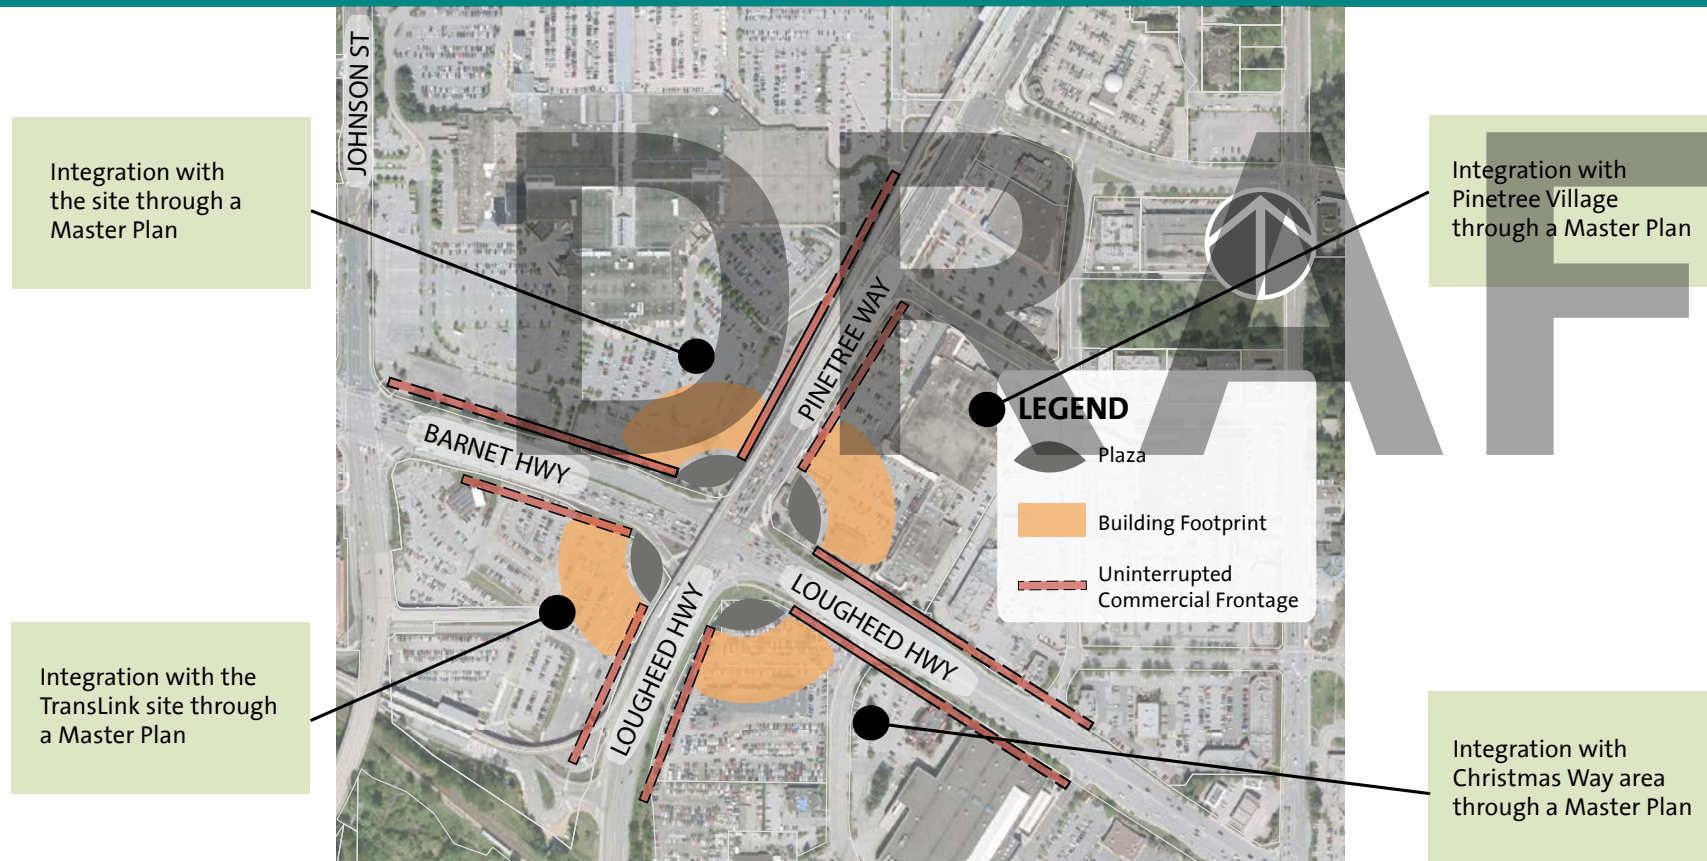 JOHNSON ST
Integration with
the site through a
Master Plan
Integration with
Pinetree Village
through a Master Plan
DRAF
PINETREE WAY
BARNET HWY
LEGEND
Plaza
Building Footprint
Uninterrupted
Commercial Frontage
LOUGHEED HWY
LOUGHEED HWY
Integration with the
TransLink site through
a Master Plan
Integration with
Christmas Way area
through a Master Plan